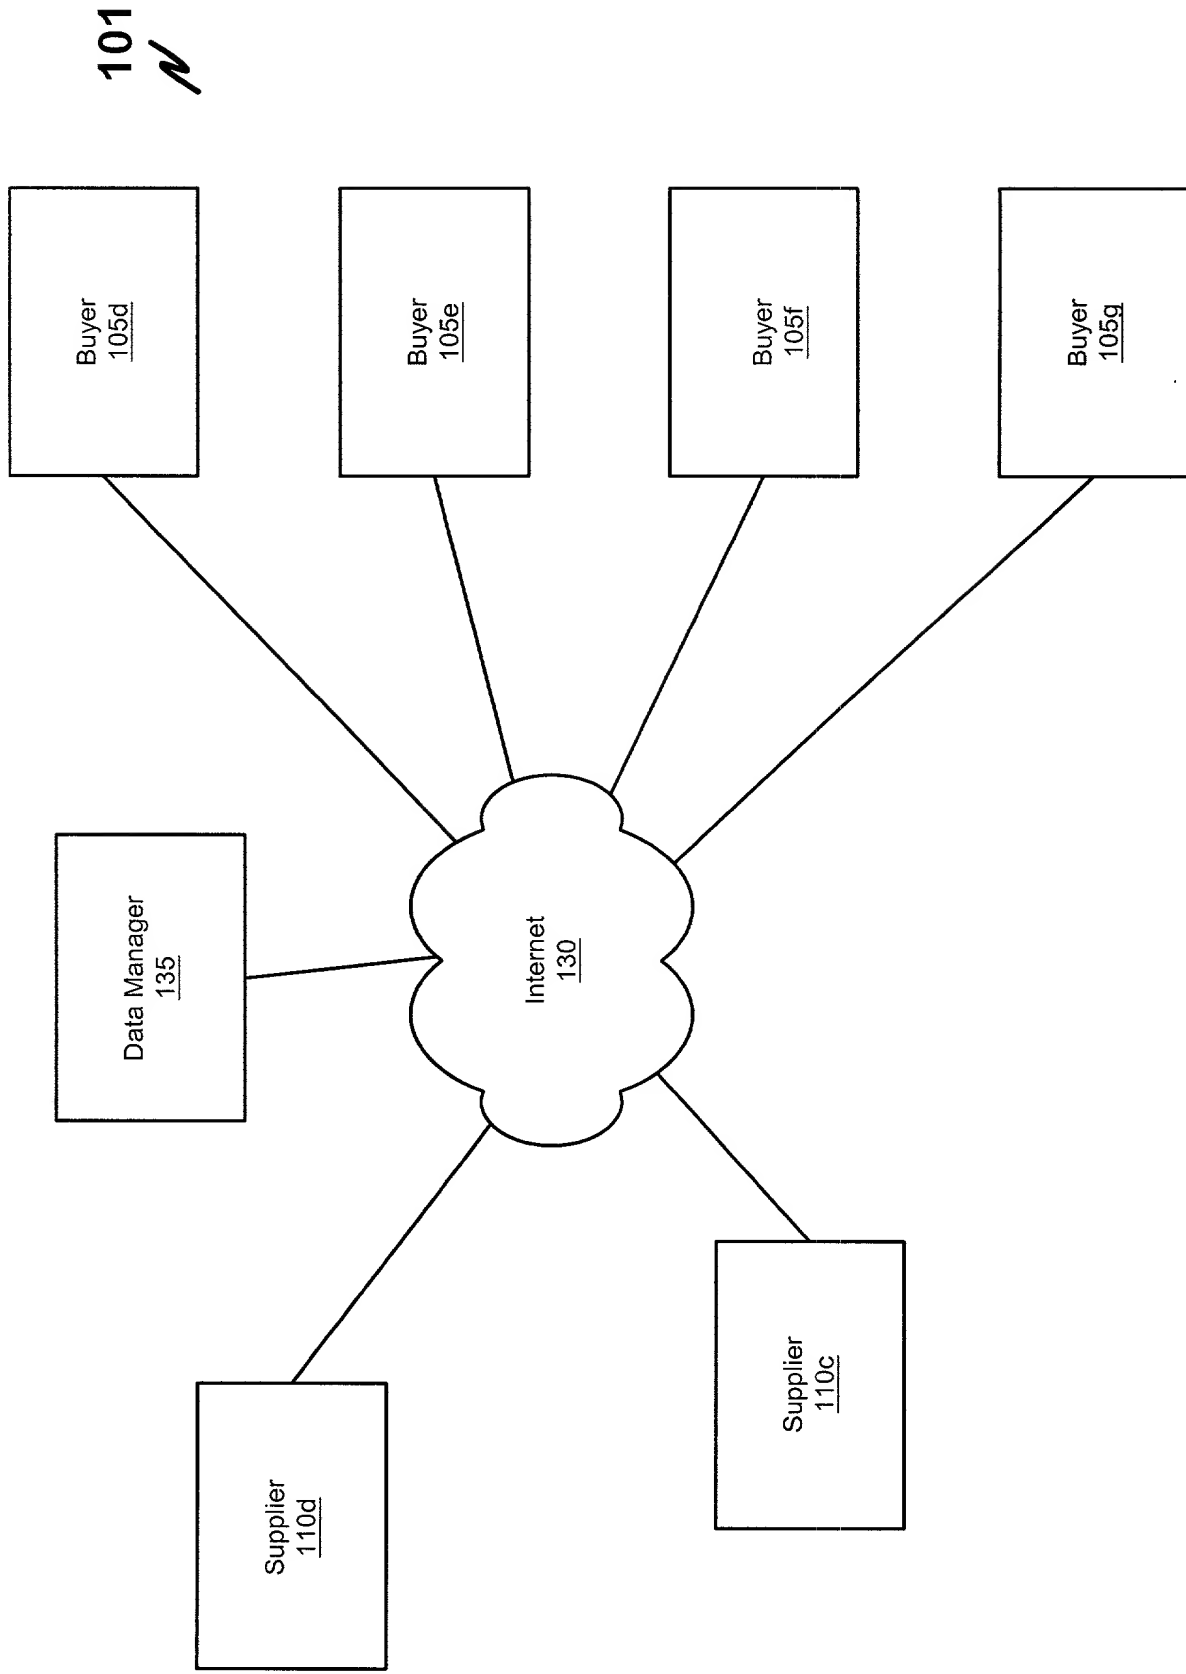 101
Buyer
105d
Buyer
105e
Buyer
105f
Buyer
105g
Data Manager
135
Internet
130
Supplier
110d
Supplier
110c